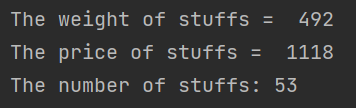 The weight of stuffs =  492
The price of stuffs =  1118
The number of stuffs: 53